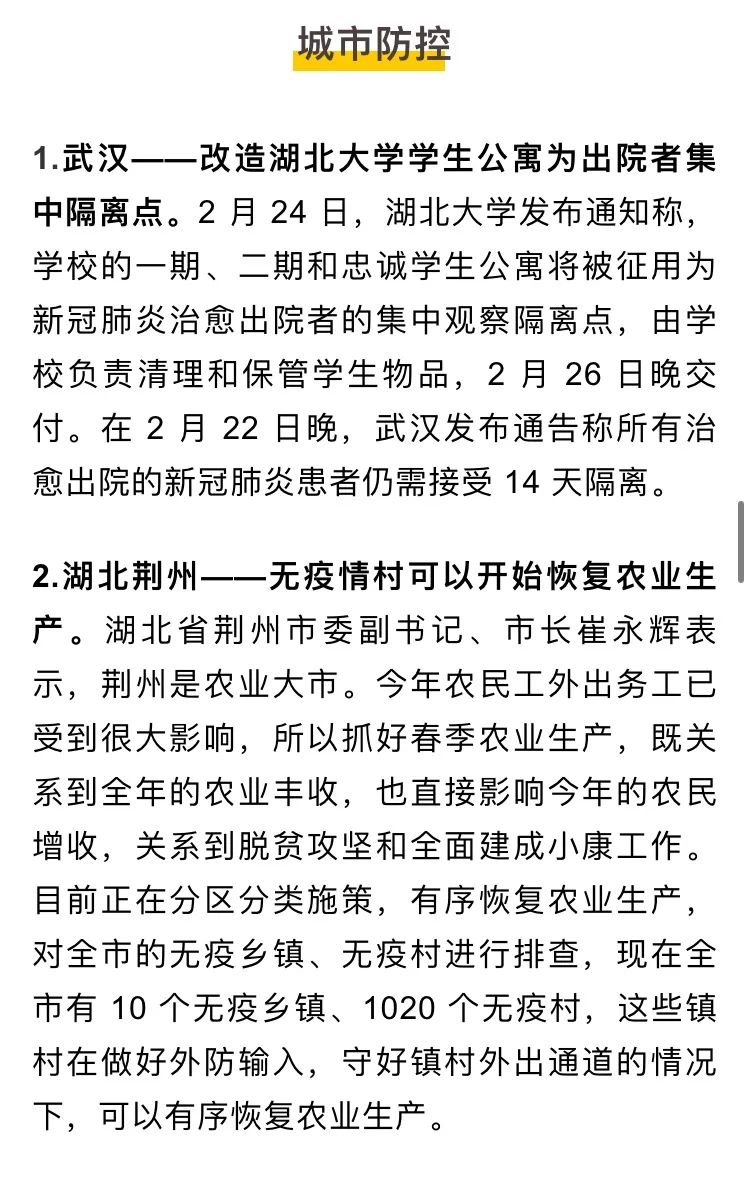 城市防控
1.武汉——改造湖北大学学生公寓为出院者集
中隔离点。2 月 24 日，湖北大学发布通知称，
学校的一期、二期和忠诚学生公寓将被征用为
新冠肺炎治愈出院者的集中观察隔离点，由学
校负责清理和保管学生物品，2 月 26 日晚交
付。在 2 月 22 日晚，武汉发布通告称所有治
愈出院的新冠肺炎患者仍需接受 14 天隔离。
2.湖北荆州——无疫情村可以开始恢复农业生
产。湖北省荆州市委副书记、市长崔永辉表
示，荆州是农业大市。今年农民工外出务工已
受到很大影响，所以抓好春季农业生产，既关
系到全年的农业丰收，也直接影响今年的农民
增收，关系到脱贫攻坚和全面建成小康工作。
目前正在分区分类施策，有序恢复农业生产，
对全市的无疫乡镇、无疫村进行排查，现在全
市有 10 个无疫乡镇、1020 个无疫村，这些镇
村在做好外防输入，守好镇村外出通道的情况
下，可以有序恢复农业生产。